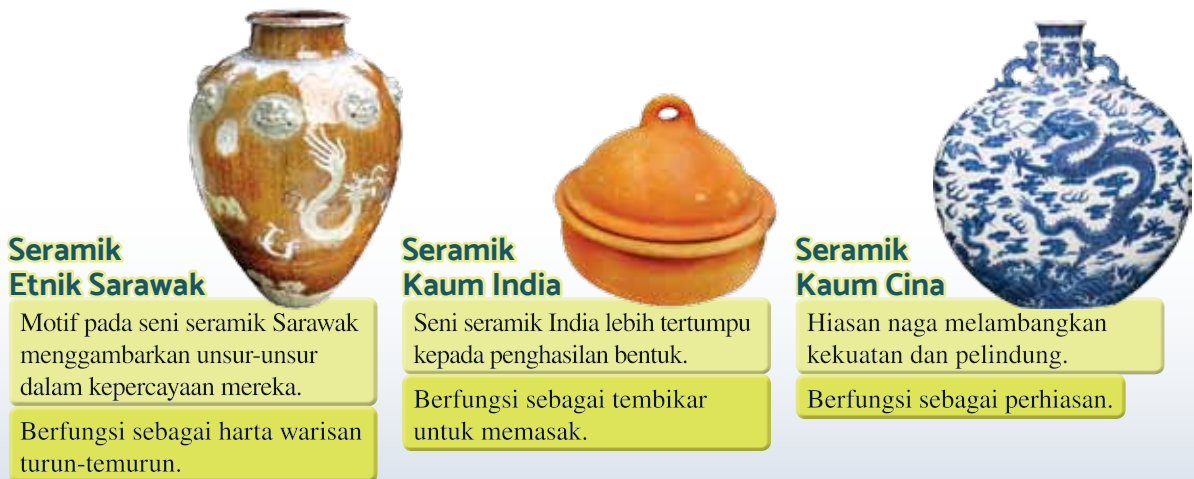 Seramik
Etnik Sarawak
Motif pada seni seramik Sarawak
menggambarkan unsur-unsur
dalam kepercayaan mereka.
Berfungsi sebagai harta warisan
turun-temurun.
Seramik
Kaum India
Seni seramik India lebih tertumpu
kepada penghasilan bentuk.
Berfungsi sebagai tembikar
untuk memasak.
Seramik
Kaum Cina
Hiasan naga melambangkan
kekuatan dan pelindung.
Berfungsi sebagai perhiasan.